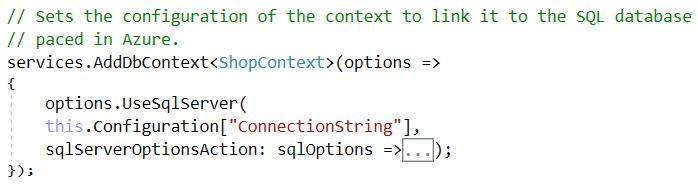 // Sets the configuration of the context to link it to the SQL database
// paced in Azure.
services.AddDbContext<ShopContext>(options =>
{
    options.UseSqlServer(
    this.Configuration["ConnectionString"],
    sqlServerOptionsAction: sqlOptions =>...);
});